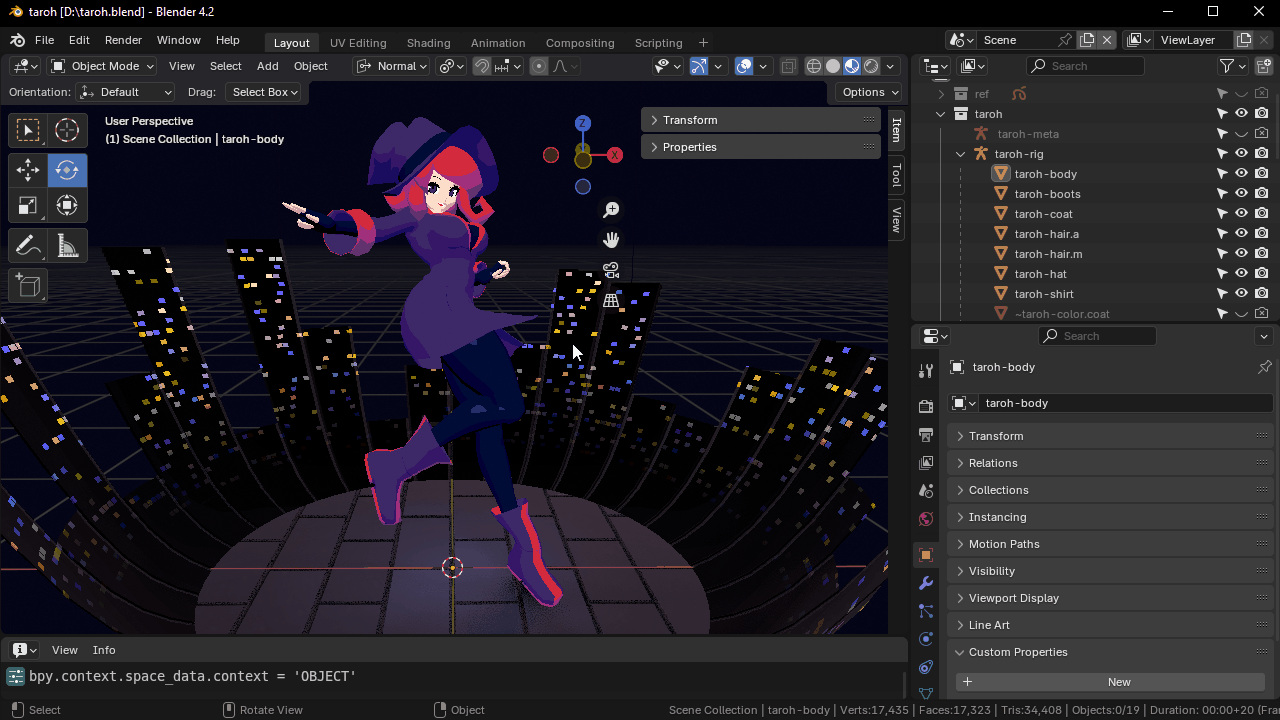 taroh [D:\taroh.blend] - Blender 4.2
File Edit Render Window Help Layout UV Editing Shading Animation Compositing Scripting + Scene ViewLayer
Object Mode View Select Add Object Normal Search
Orientation: Default Drag: Select Box Options
User Perspective
(1) Scene Collection | taroh-body
Z
X
Transform
Properties
Item
Tool
View
ref
taroh
taroh-meta
taroh-rig
taroh-body
taroh-boots
taroh-coat
taroh-hair.a
taroh-hair.m
taroh-hat
taroh-shirt
~taroh-color.coat
Search
taroh-body
taroh-body
Transform
Relations
Collections
Instancing
Motion Paths
Visibility
Viewport Display
Line Art
Custom Properties
+ New
View Info
bpy.context.space_data.context = 'OBJECT'
Select Rotate View Object Scene Collection | taroh-body | Verts:17,435 | Faces:17,323 | Tris:34,408 | Objects:0/19 | Duration: 00:00+20 (Fra